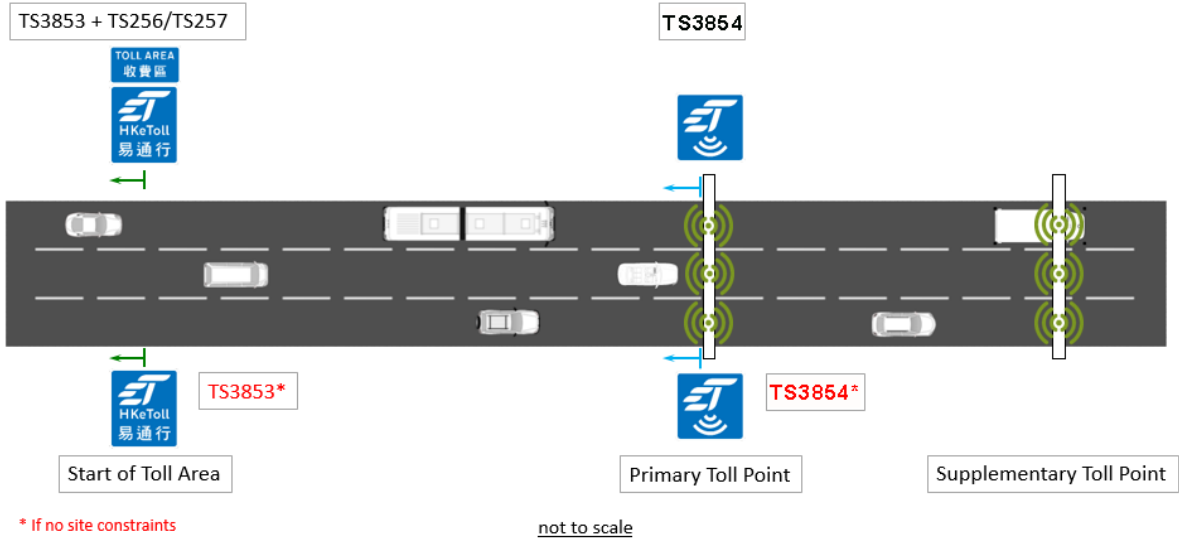 TS3853 + TS256/TS257
TS3854
TOLL AREA
收費區
HKeToll
易通行
TS3853*
TS3854*
HKeToll
易通行
Start of Toll Area
Primary Toll Point
Supplementary Toll Point
* If no site constraints
not to scale